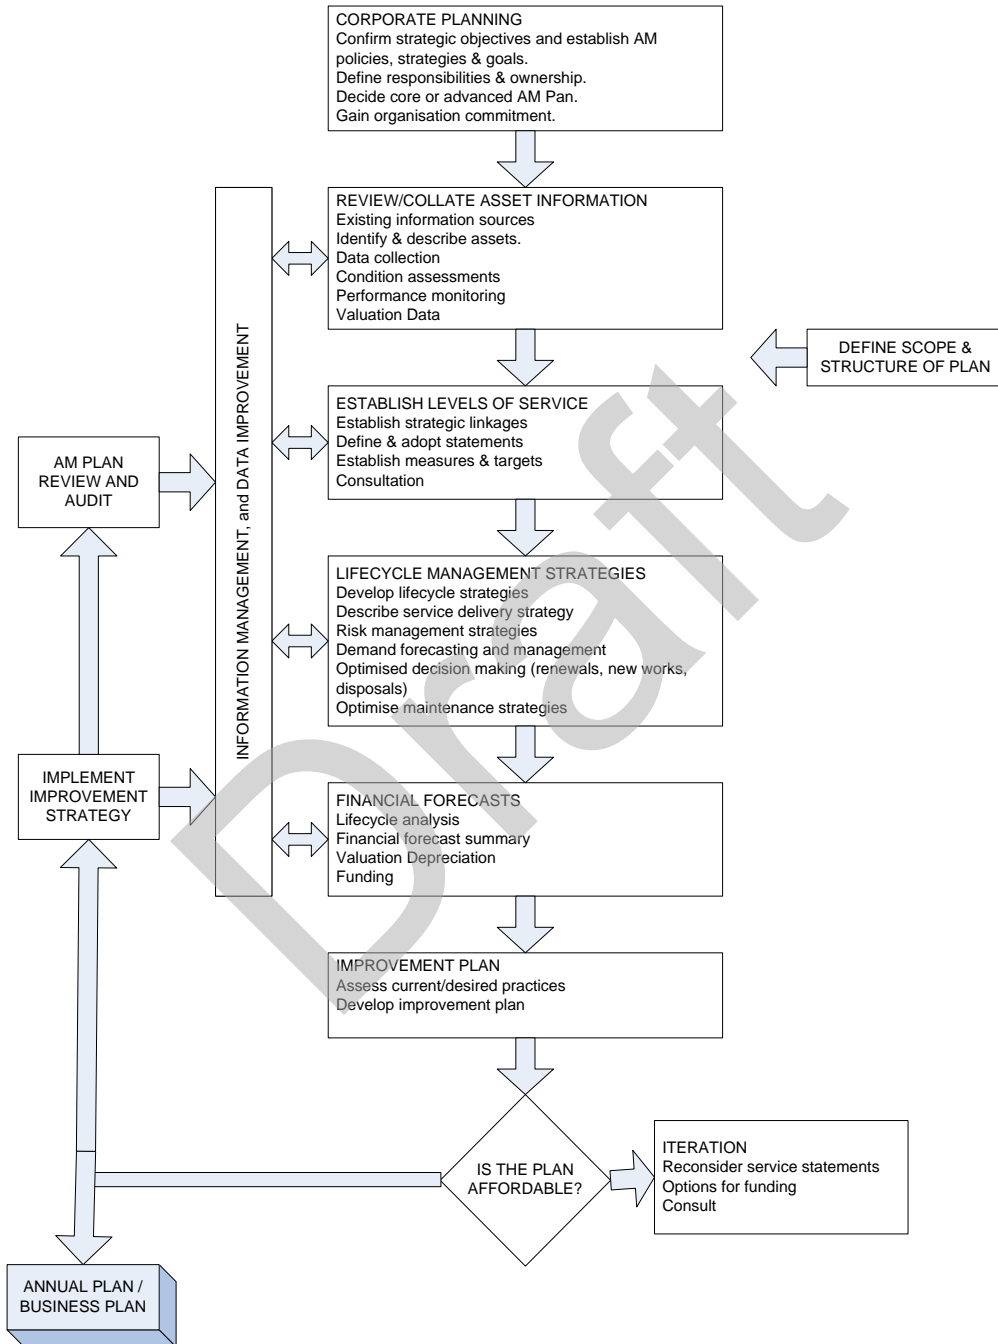 CORPORATE PLANNING
Confirm strategic objectives and establish AM
policies, strategies & goals.
Define responsibilities & ownership.
Decide core or advanced AM Pan.
Gain organisation commitment.
REVIEW/COLLATE ASSET INFORMATION
Existing information sources
Identify & describe assets.
Data collection
Condition assessments
Performance monitoring
Valuation Data
DEFINE SCOPE &
STRUCTURE OF PLAN
INFORMATION MANAGEMENT, and DATA IMPROVEMENT
ESTABLISH LEVELS OF SERVICE
Establish strategic linkages
Define & adopt statements
Establish measures & targets
Consultation
AM PLAN
REVIEW AND
AUDIT
LIFECYCLE MANAGEMENT STRATEGIES
Develop lifecycle strategies
Describe service delivery strategy
Risk management strategies
Demand forecasting and management
Optimised decision making (renewals, new works,
disposals)
Optimise maintenance strategies
IMPLEMENT
IMPROVEMENT
STRATEGY
FINANCIAL FORECASTS
Lifecycle analysis
Financial forecast summary
Valuation Depreciation
Funding
IMPROVEMENT PLAN
Assess current/desired practices
Develop improvement plan
IS THE PLAN
AFFORDABLE?
ITERATION
Reconsider service statements
Options for funding
Consult
ANNUAL PLAN /
BUSINESS PLAN
Draft